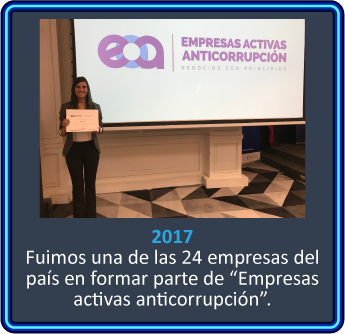 eaa
EMPRESAS ACTIVAS
ANTICORRUPCIÓN
NEGOCIOS CON PRINCIPIOS
2017
Fuimos una de las 24 empresas del
país en formar parte de “Empresas
activas anticorrupción”.